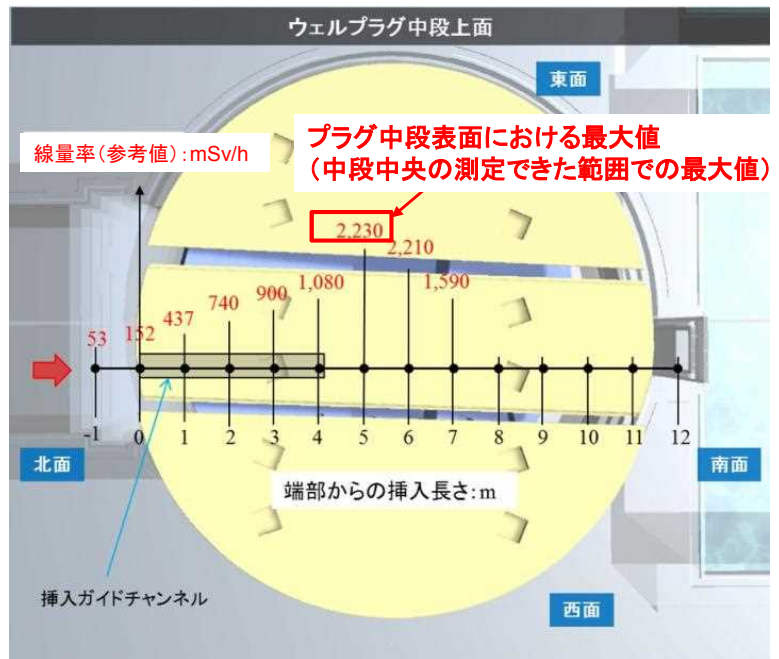 ウェルプラグ中段上面
東面
線量率(参考値):mSv/h
プラグ中段表面における最大値
(中段中央の測定できた範囲での最大値)
2,230
2,210
1,590
1,080
900
740
437
152
53
-1 0 1 2 3 4 5 6 7 8 9 10 11 12
北面
南面
端部からの挿入長さ:m
挿入ガイドチャンネル
西面